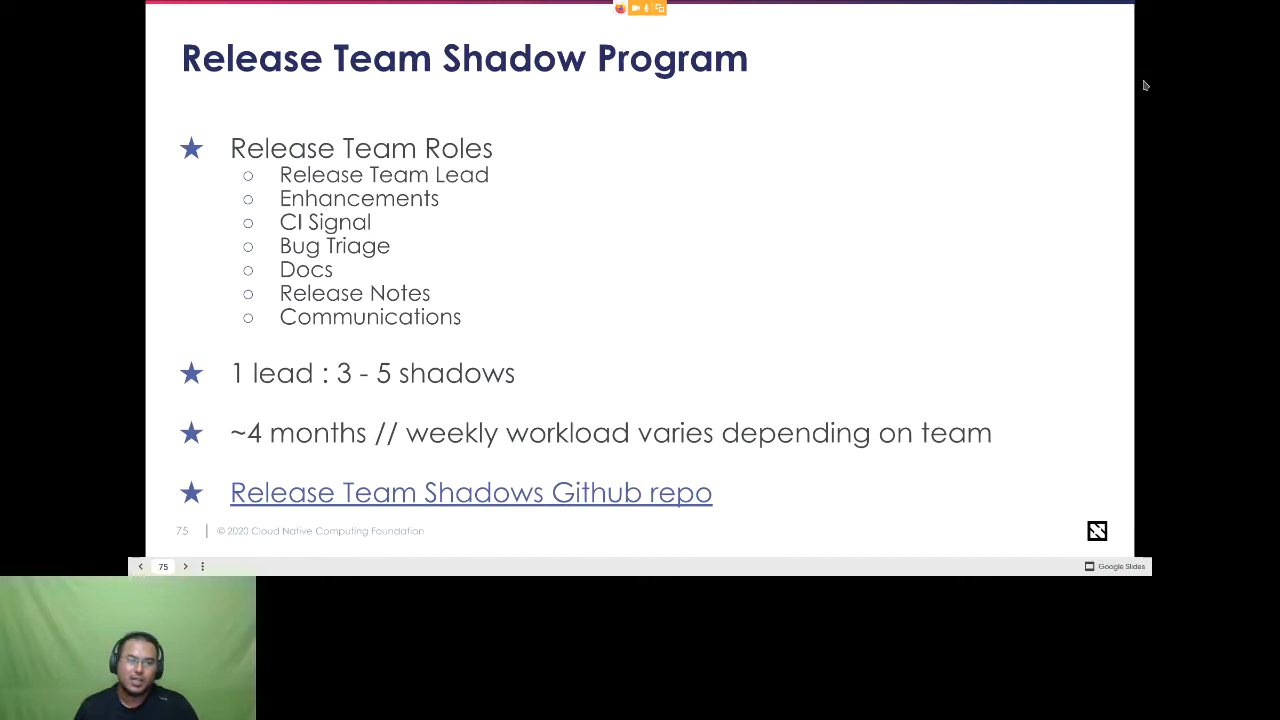 Release Team Shadow Program
★ Release Team Roles
○ Release Team Lead
○ Enhancements
○ CI Signal
○ Bug Triage
○ Docs
○ Release Notes
○ Communications
★ 1 lead : 3 - 5 shadows
★ ~4 months // weekly workload varies depending on team
★ Release Team Shadows Github repo
75 | © 2020 Cloud Native Computing Foundation
75
Google Slides